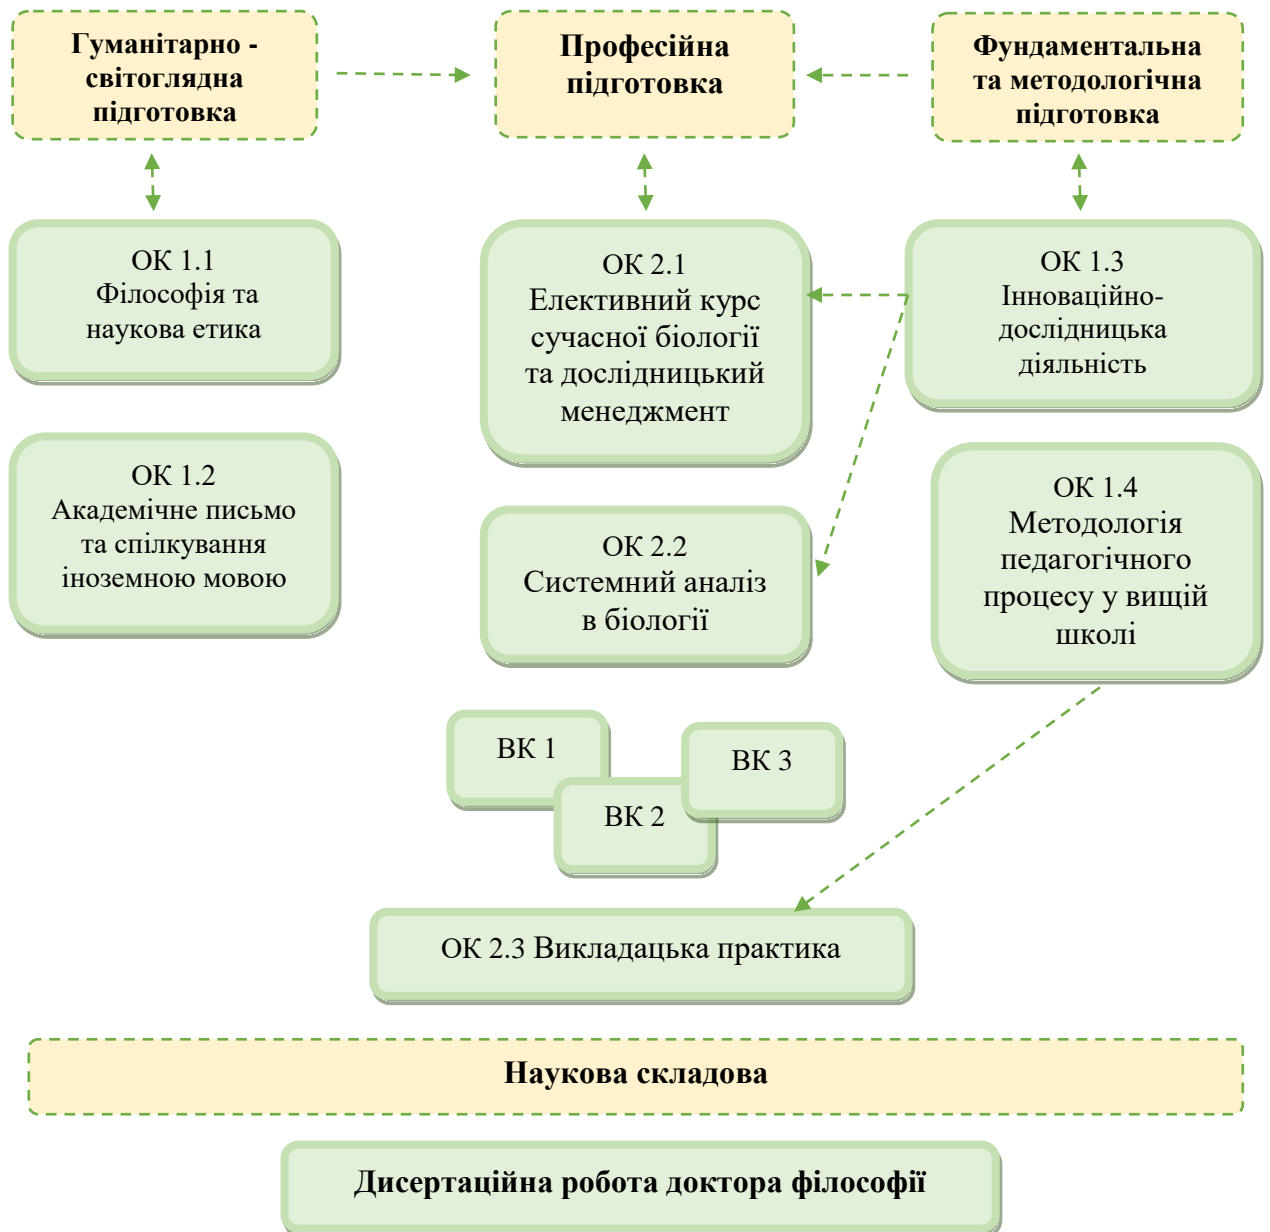 Гуманітарно -
світоглядна
підготовка
Професійна
підготовка
Фундаментальна
та методологічна
підготовка
ОК 1.1
Філософія та
наукова етика
ОК 2.1
Елективний курс
сучасної біології
та дослідницький
менеджмент
ОК 1.3
Інноваційно-
дослідницька
діяльність
ОК 1.2
Академічне письмо
та спілкування
іноземною мовою
ОК 2.2
Системний аналіз
в біології
ОК 1.4
Методологія
педагогічного
процесу у вищій
школі
ВК 1
ВК 2
ВК 3
ОК 2.3 Викладацька практика
Наукова складова
Дисертаційна робота доктора філософії